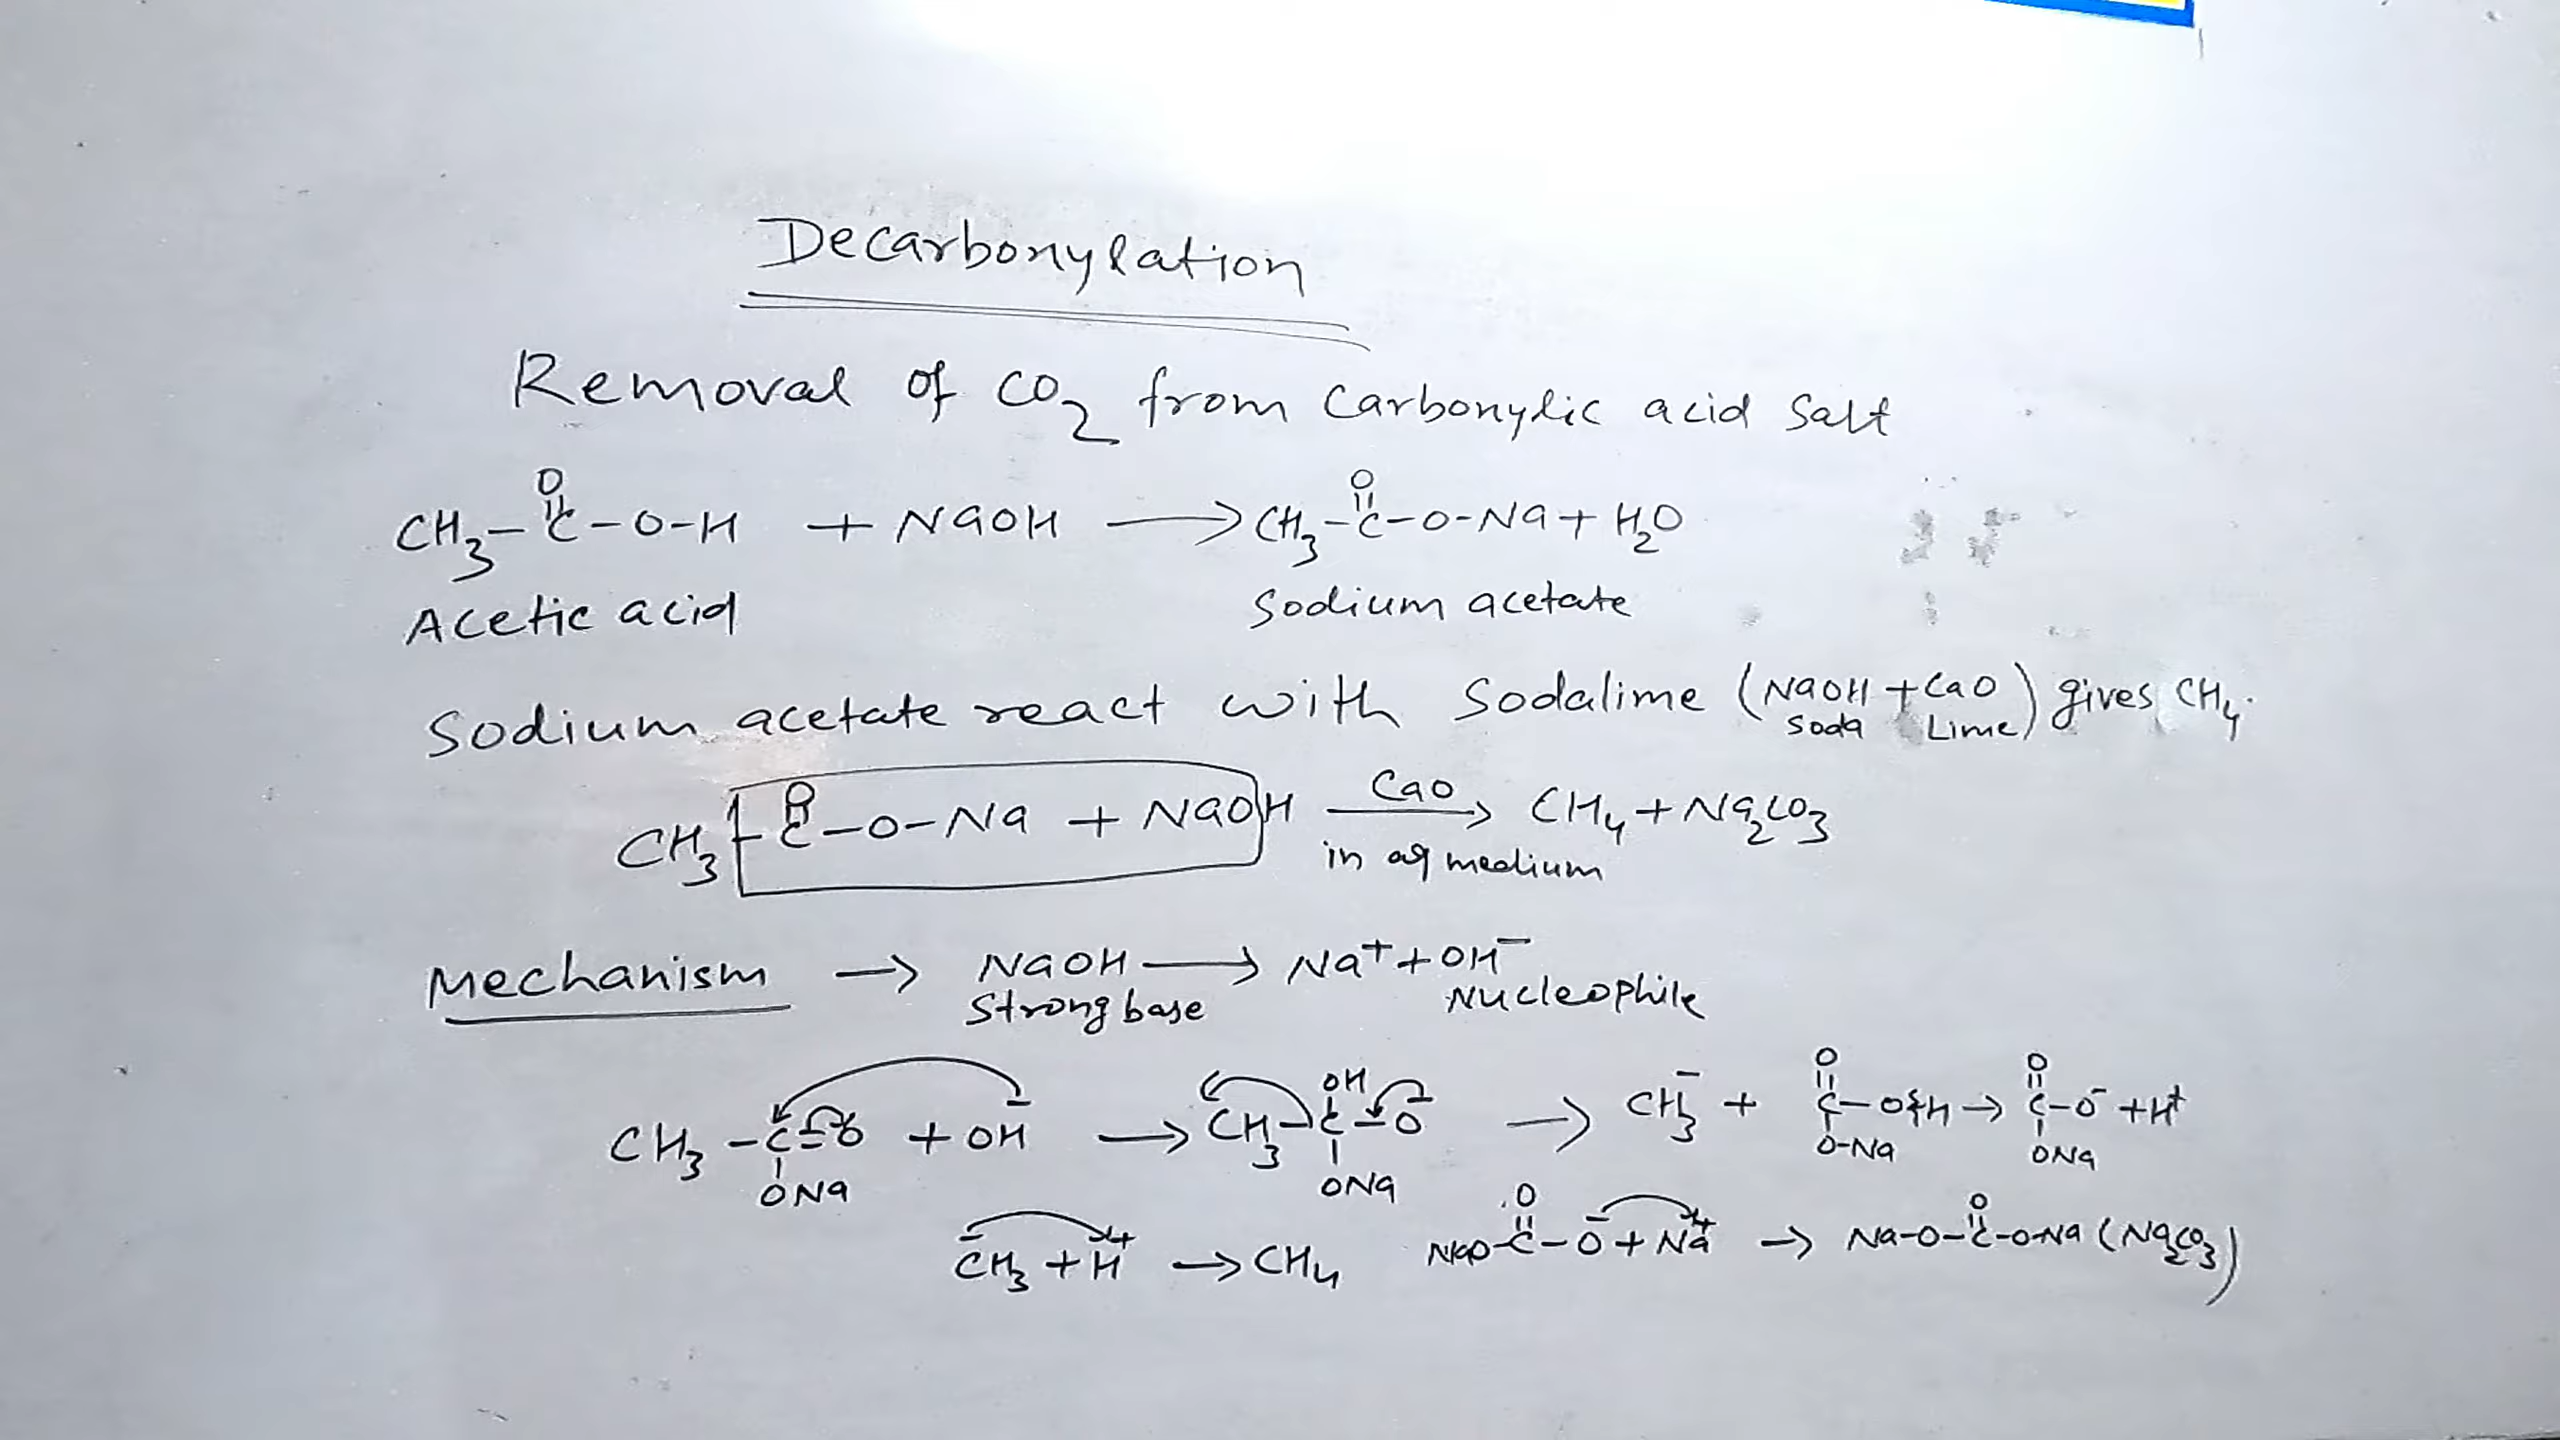 Decarbonylation
Removal of CO₂ from Carbonylic acid Salt
O O
CH₃-C-O-H + NaOH ⟶ CH₃-C-O-Na + H₂O
Acetic acid Sodium acetate
Sodium acetate react with Sodalime (NaOH + CaO) gives CH₄.
Soda Lime
O CaO
CH₃-C-O-Na + NaOH ⟶ CH₄ + Na₂CO₃
in aq medium
Mechanism → NaOH ⟶ Na⁺ + OH⁻
Strong base Nucleophile
OH O O
CH₃-C=O + OH⁻ ⟶ CH₃-C-O⁻ ⟶ CH₃⁻ + C-O-H → C-O⁻ + H⁺
ONa ONa O-Na ONa
O O
CH₃⁻ + H⁺ → CH₄ NaO-C-O⁻ + Na⁺ → Na-O-C-O-Na (Na₂CO₃)